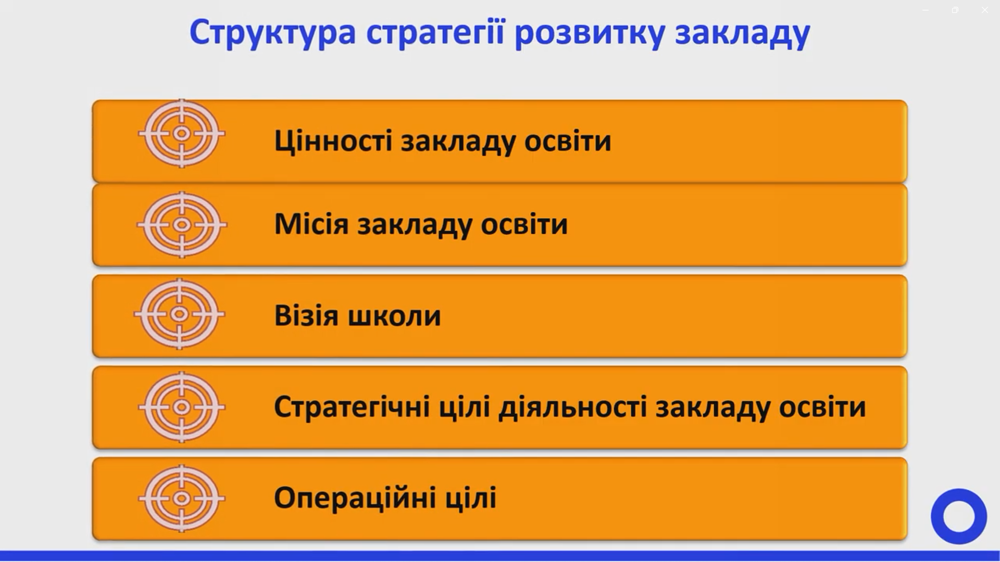 Структура стратегії розвитку закладу
Цінності закладу освіти
Місія закладу освіти
Візія школи
Стратегічні цілі діяльності закладу освіти
Операційні цілі